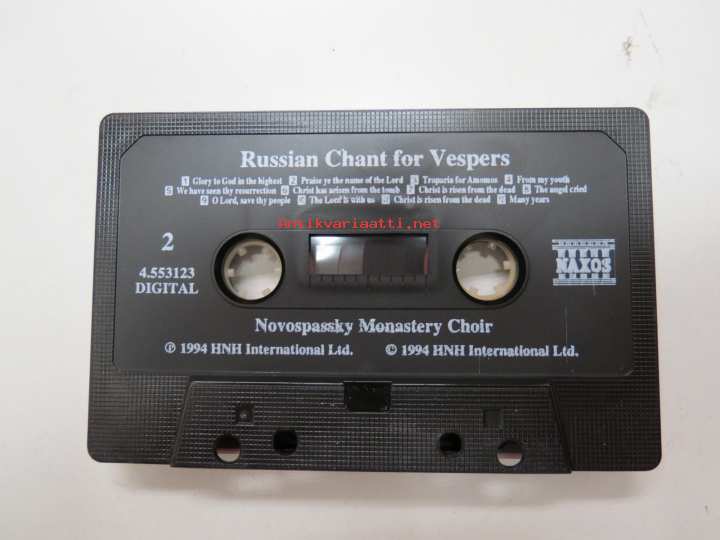 Russian Chant for Vespers
1 Glory to God in the highest 2 Praise ye the name of the Lord 3 Troparia for Amomos 4 From my youth
5 We have seen thy resurrection 6 Christ has arisen from the tomb 7 Christ is risen from the dead 8 The angel cried
9 O Lord, save thy people 10 The Lord is with us 11 Christ is risen from the dead 12 Many years
Antikvariaatti.net
2
4.553123
DIGITAL
NAXOS
Novospassky Monastery Choir
℗ 1994 HNH International Ltd. © 1994 HNH International Ltd.